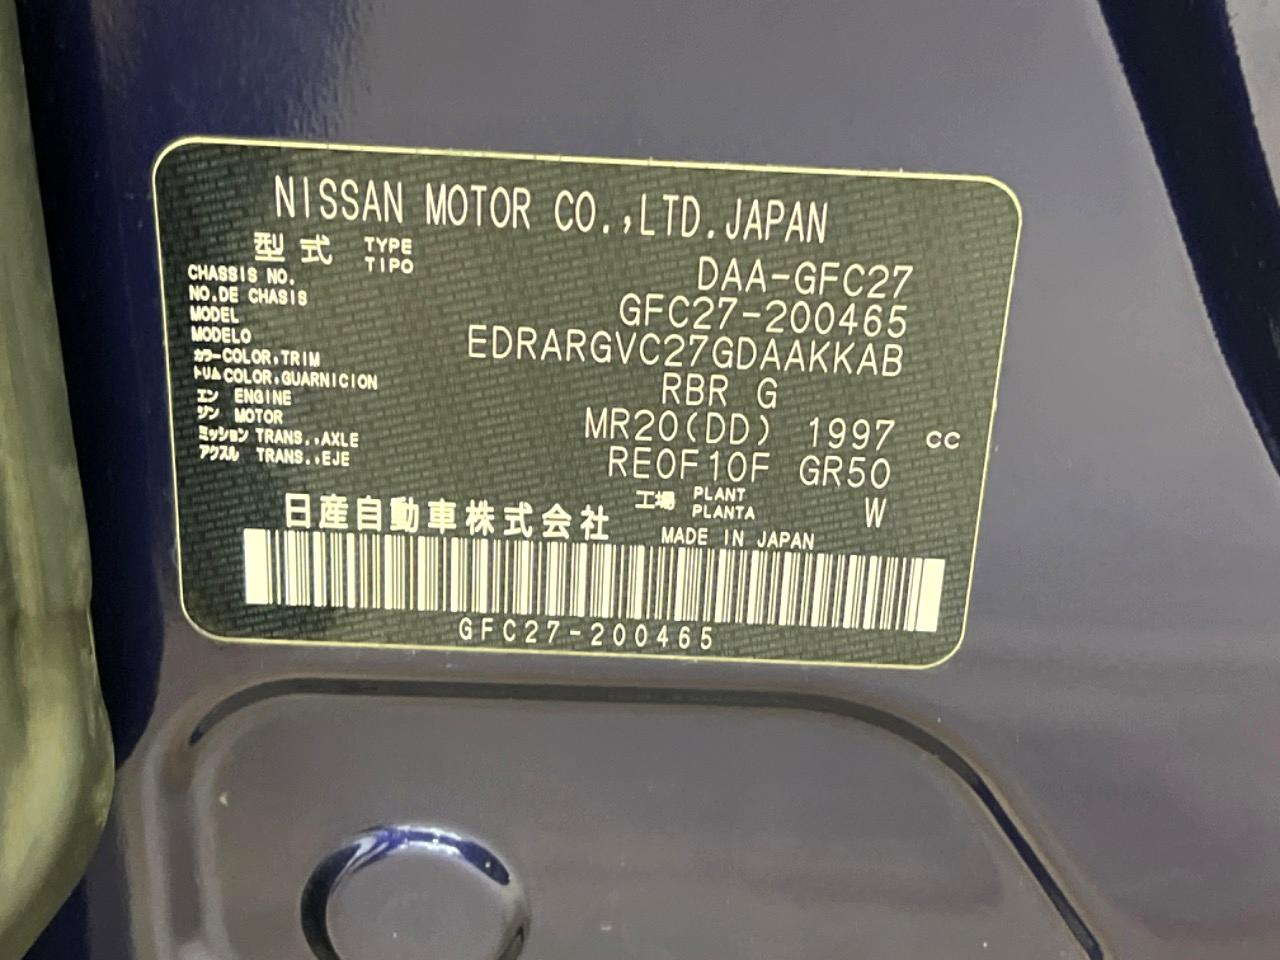 NISSAN MOTOR CO.,LTD.JAPAN
型式 TYPE TIPO DAA-GFC27
CHASSIS NO.
NO.DE CHASIS GFC27-200465
MODEL
MODELO EDRARGVC27GDAAKKAB
カラー COLOR,TRIM
トリム COLOR,GUARNICION RBR G
エン ENGINE
ジン MOTOR MR20(DD) 1997 cc
ミッション TRANS.,AXLE
アクスル TRANS.,EJE RE0F10F GR50
工場 PLANT PLANTA W
日産自動車株式会社 MADE IN JAPAN
GFC27-200465